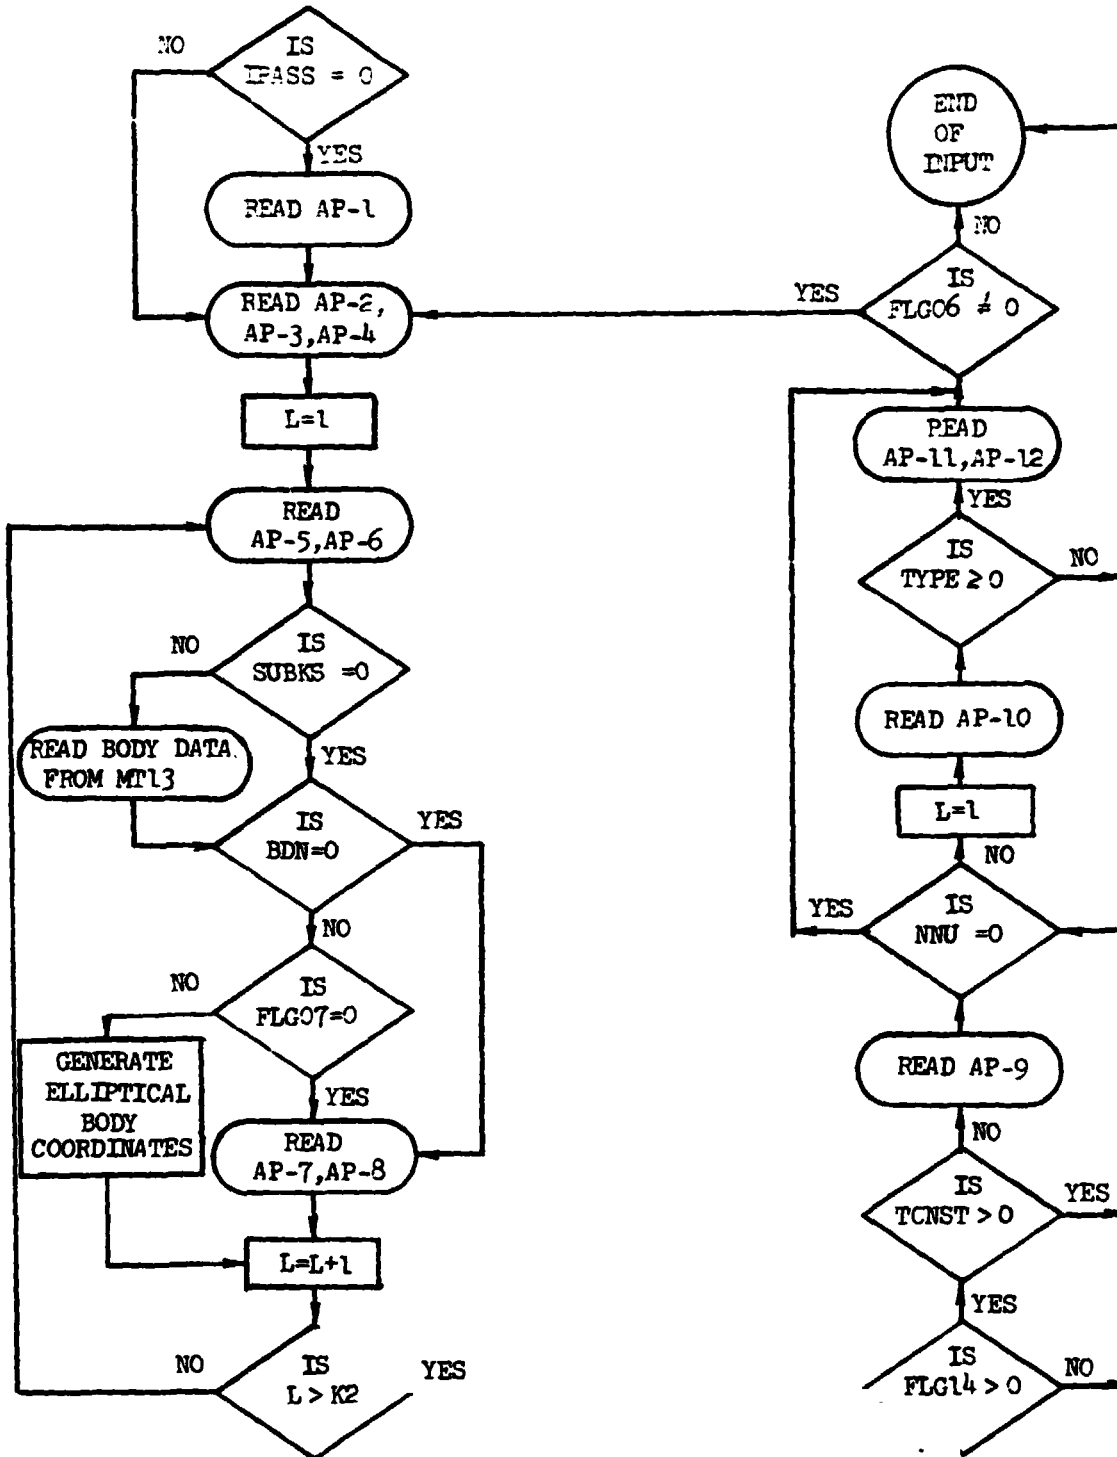 NO
IS
IPASS = 0
YES
READ AP-1
READ AP-2,
AP-3,AP-4
L=1
READ
AP-5,AP-6
NO
IS
SUBKS =0
READ BODY DATA
FROM MT13
YES
IS
BDN=0
YES
NO
NO
IS
FLG07=0
GENERATE
ELLIPTICAL
BODY
COORDINATES
YES
READ
AP-7,AP-8
L=L+1
NO
IS
L > K2
YES
END
OF
INPUT
NO
YES
IS
FLG06 ≠ 0
READ
AP-11,AP-12
YES
IS
TYPE ≥ 0
NO
READ AP-10
L=1
NO
YES
IS
NNU =0
READ AP-9
NO
IS
TCNST > 0
YES
YES
IS
FLG14 > 0
NO